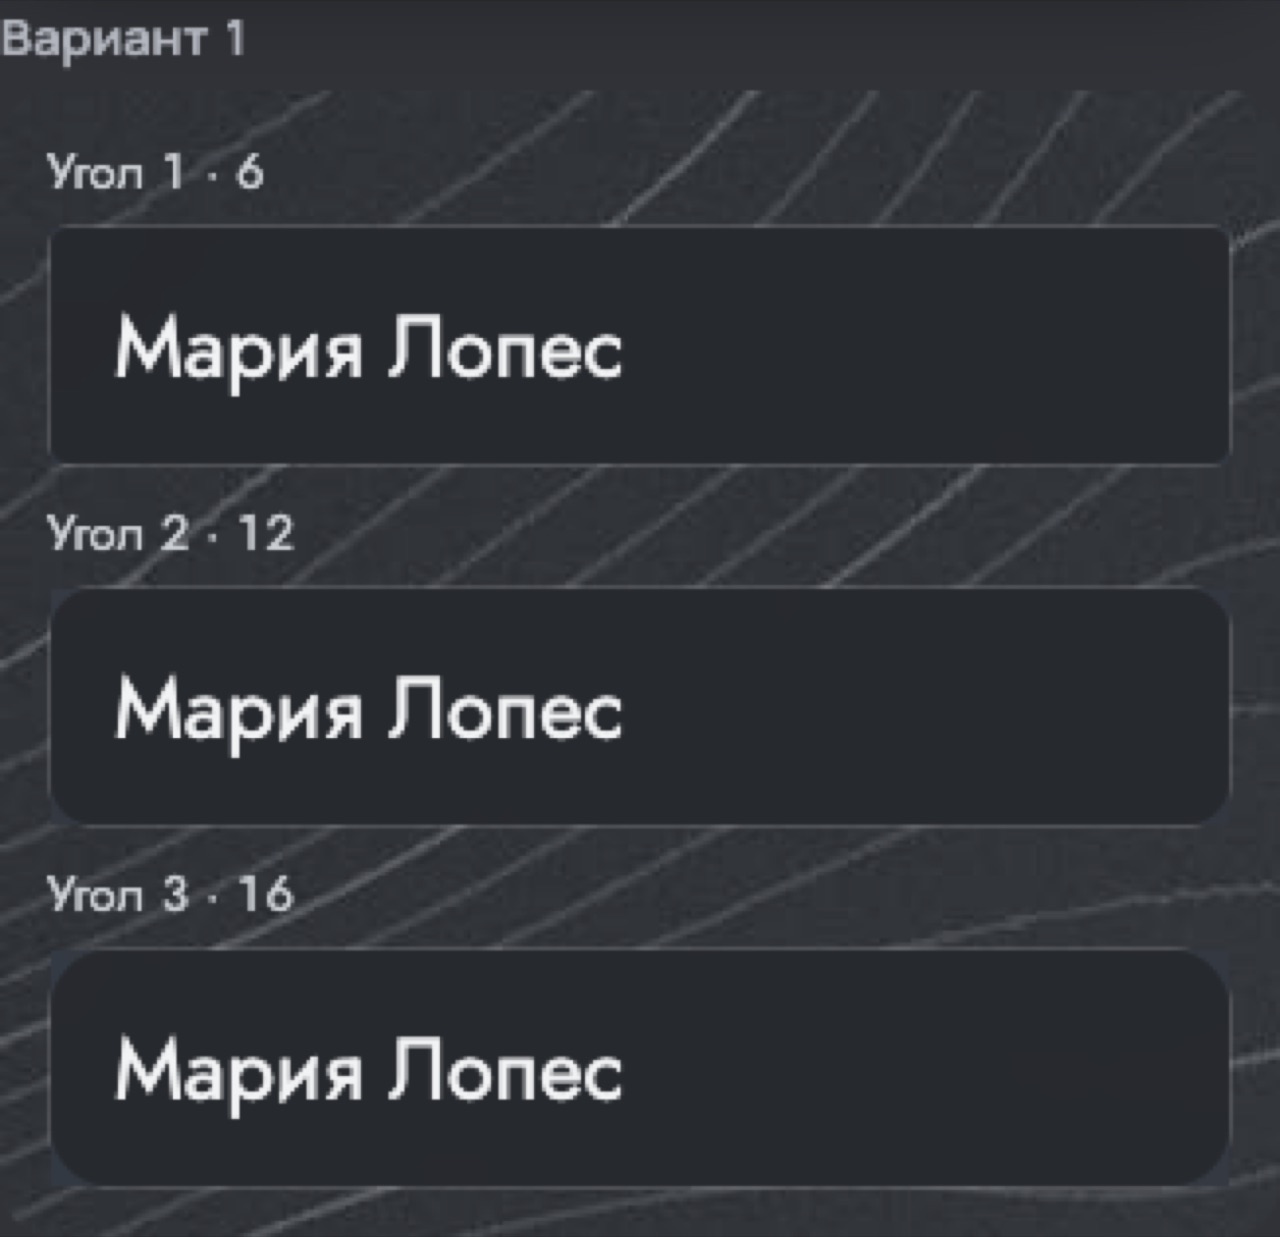 Вариант 1
Угол 1 · 6
Мария Лопес
Угол 2 · 12
Мария Лопес
Угол 3 · 16
Мария Лопес